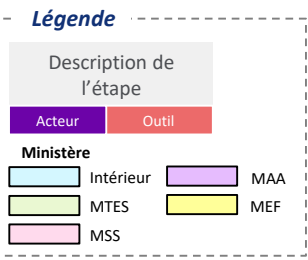 Légende
Description de
l'étape
Acteur Outil
Ministère
Intérieur MAA
MTES MEF
MSS